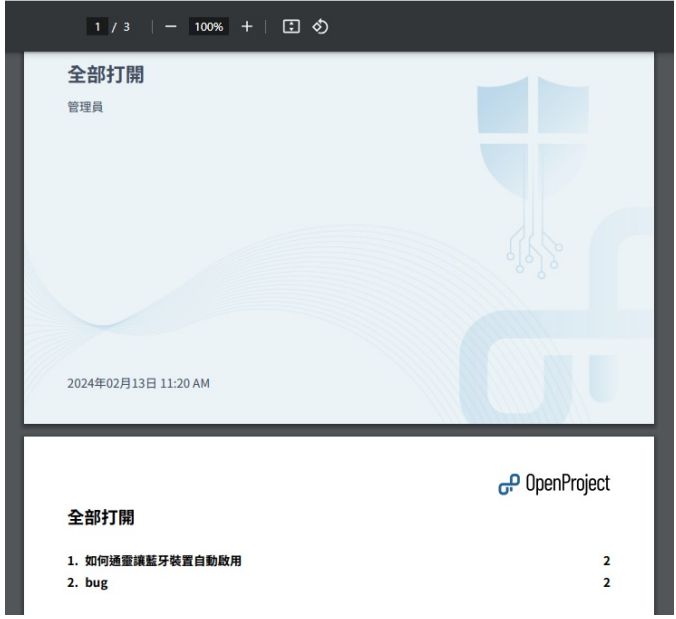 1 / 3 — 100% +
全部打開
管理員
2024年02月13日 11:20 AM
OpenProject
全部打開
1. 如何通靈讓藍牙裝置自動啟用 2
2. bug 2